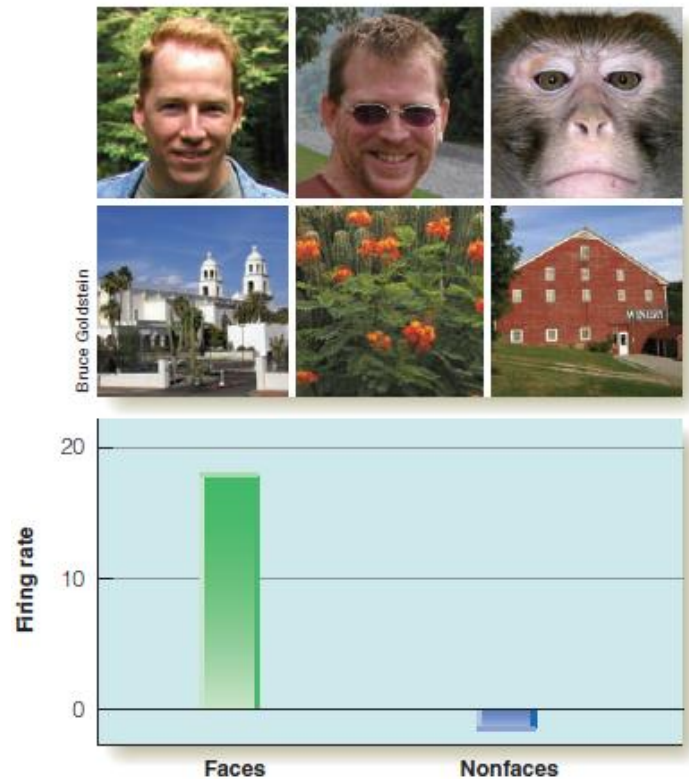 Bruce Goldstein
WINERY
20
10
0
Firing rate
Faces
Nonfaces